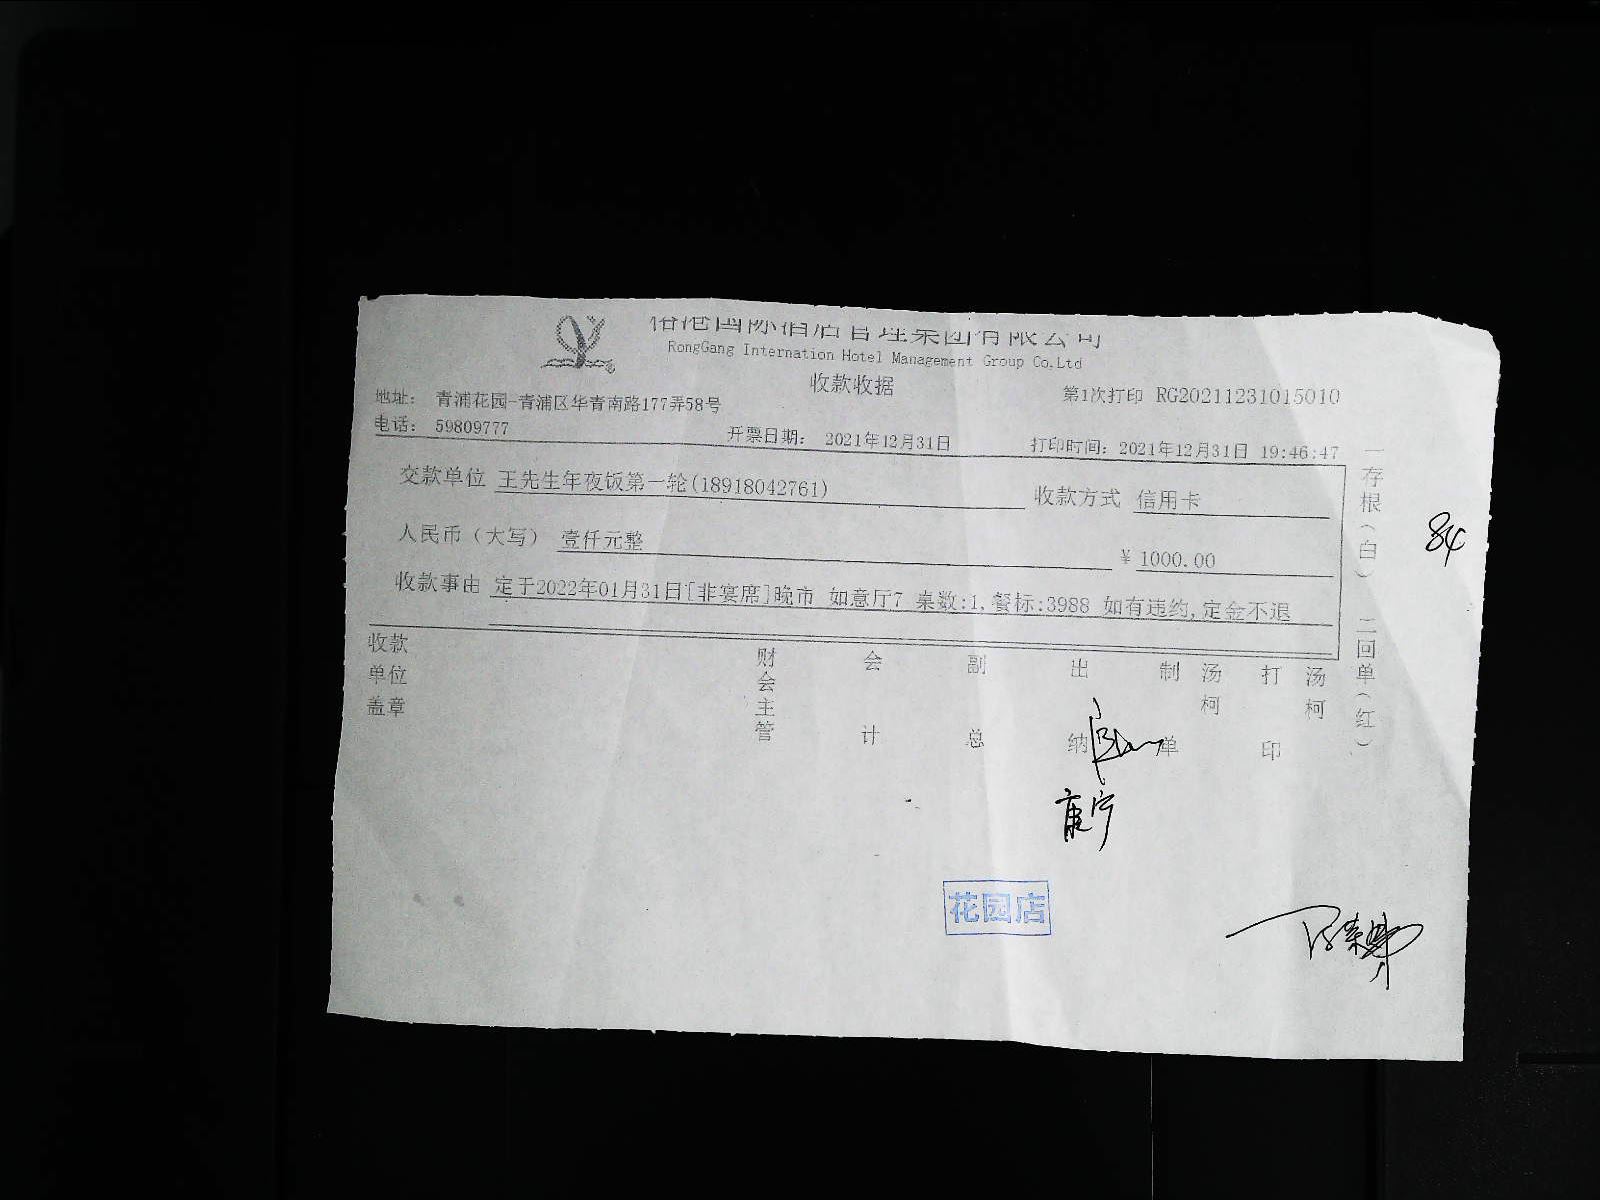 国际酒店管理集团有限公司
RongGang Internation Hotel Management Group Co.Ltd
收款收据
第1次打印 RG20211231015010
地址： 青浦花园-青浦区华青南路177弄58号
电话： 59809777
开票日期： 2021年12月31日
打印时间：2021年12月31日 19:46:47
交款单位 王先生年夜饭第一轮(18918042761)
收款方式 信用卡
人民币（大写） 壹仟元整
¥ 1000.00
收款事由 定于2022年01月31日[非宴席]晚市 如意厅7 桌数:1,餐标:3988 如有违约,定金不退
收款单位盖章
财会主管
会计
副总
出纳
制单
汤柯
打印
汤柯
一存根（白） 二回单（红）
84
康宁
花园店